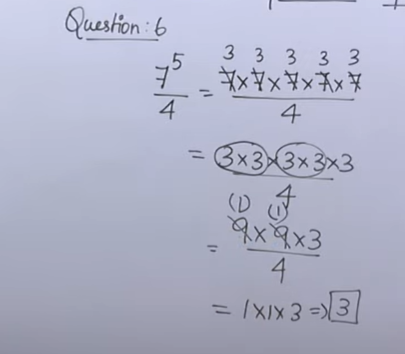 Question: 6
3 3 3 3 3
7^5/4 = 7×7×7×7×7/4
= 3×3×3×3×3/4
(1) (1)
= 9×9×3/4
= 1×1×3 => 3